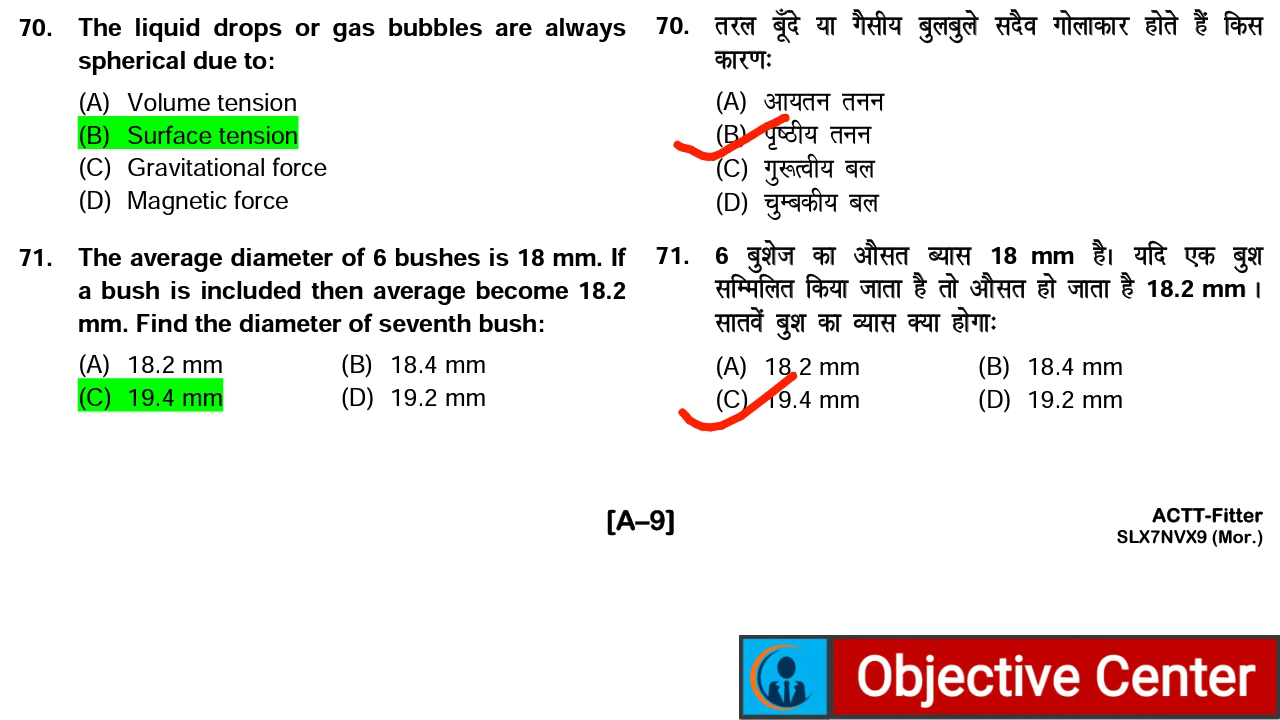 70. The liquid drops or gas bubbles are always
spherical due to:
(A) Volume tension
(B) Surface tension
(C) Gravitational force
(D) Magnetic force
71. The average diameter of 6 bushes is 18 mm. If
a bush is included then average become 18.2
mm. Find the diameter of seventh bush:
(A) 18.2 mm (B) 18.4 mm
(C) 19.4 mm (D) 19.2 mm
70. तरल बूँदे या गैसीय बुलबुले सदैव गोलाकार होते हैं किस
कारणः
(A) आयतन तनन
(B) पृष्ठीय तनन
(C) गुरूत्वीय बल
(D) चुम्बकीय बल
71. 6 बुशेज का औसत ब्यास 18 mm है। यदि एक बुश
सम्मिलित किया जाता है तो औसत हो जाता है 18.2 mm ।
सातवें बुश का व्यास क्या होगाः
(A) 18.2 mm (B) 18.4 mm
(C) 19.4 mm (D) 19.2 mm
[A–9]
ACTT-Fitter
SLX7NVX9 (Mor.)
Objective Center